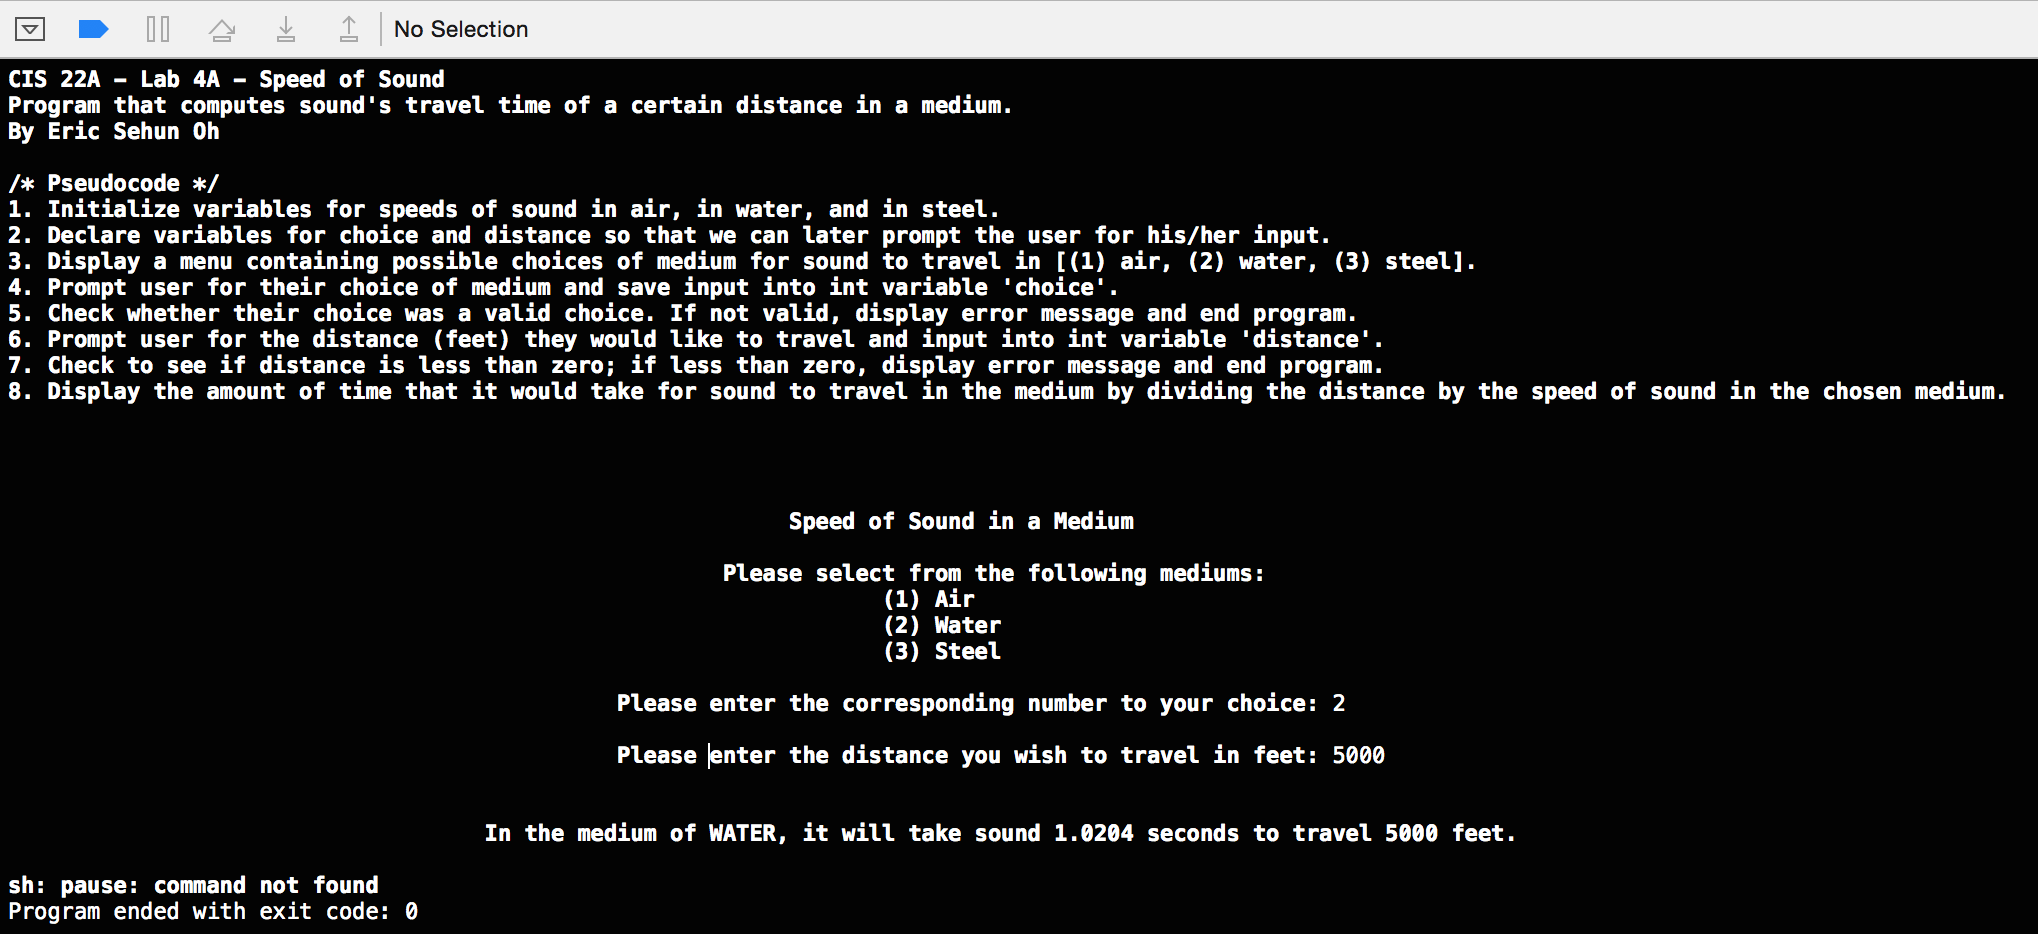 No Selection
CIS 22A – Lab 4A – Speed of Sound
Program that computes sound's travel time of a certain distance in a medium.
By Eric Sehun Oh
/* Pseudocode */
1. Initialize variables for speeds of sound in air, in water, and in steel.
2. Declare variables for choice and distance so that we can later prompt the user for his/her input.
3. Display a menu containing possible choices of medium for sound to travel in [(1) air, (2) water, (3) steel].
4. Prompt user for their choice of medium and save input into int variable 'choice'.
5. Check whether their choice was a valid choice. If not valid, display error message and end program.
6. Prompt user for the distance (feet) they would like to travel and input into int variable 'distance'.
7. Check to see if distance is less than zero; if less than zero, display error message and end program.
8. Display the amount of time that it would take for sound to travel in the medium by dividing the distance by the speed of sound in the chosen medium.
Speed of Sound in a Medium
Please select from the following mediums:
(1) Air
(2) Water
(3) Steel
Please enter the corresponding number to your choice: 2
Please enter the distance you wish to travel in feet: 5000
In the medium of WATER, it will take sound 1.0204 seconds to travel 5000 feet.
sh: pause: command not found
Program ended with exit code: 0